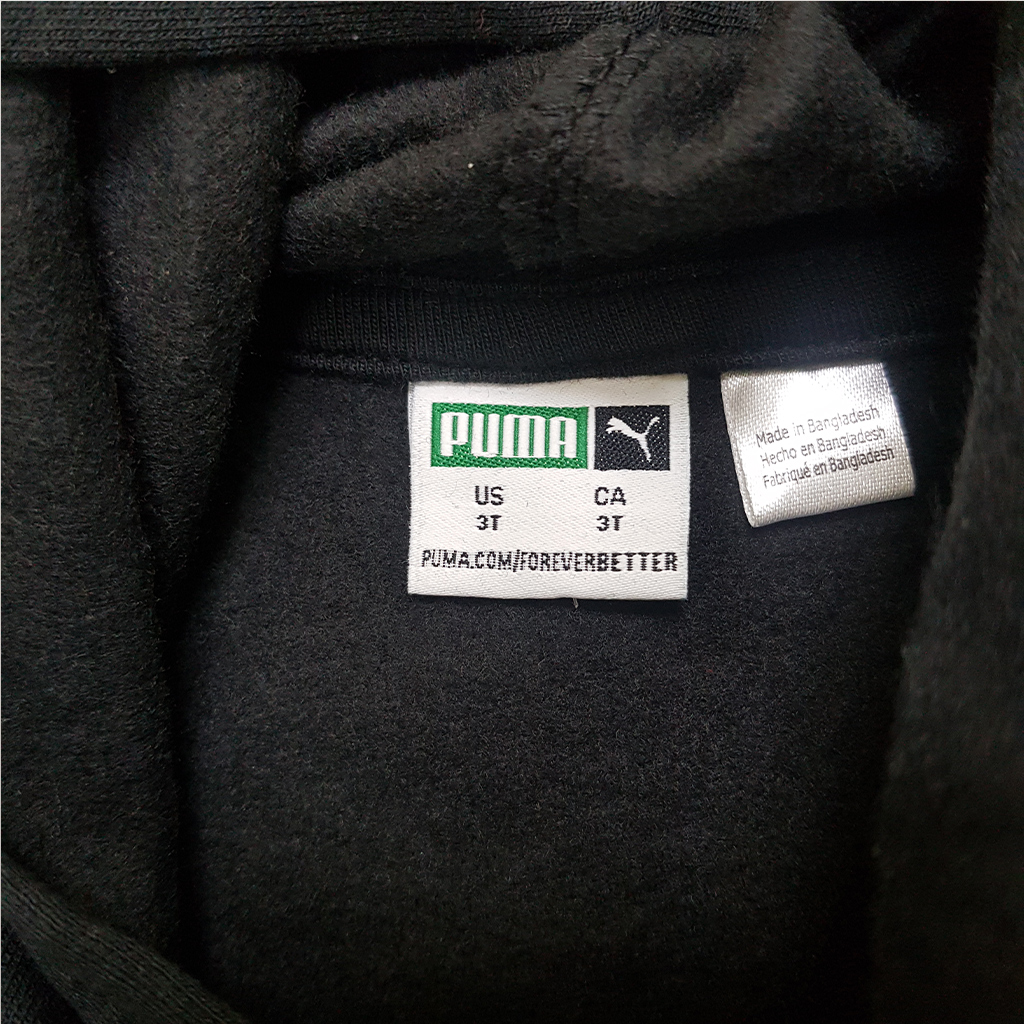 PUMA
US CA
3T 3T
PUMA.COM/FOREVERBETTER
Made in Bangladesh
Hecho en Bangladesh
Fabriqué en Bangladesh